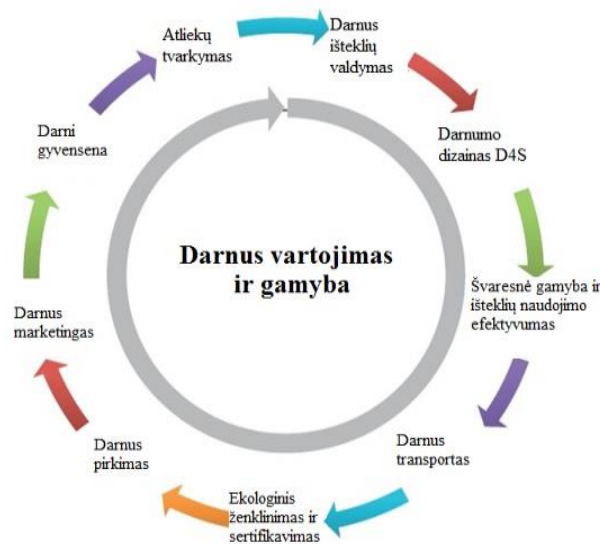 Atliekų
tvarkymas
Darnus
išteklių
valdymas
Darnumo
dizainas D4S
Švaresnė gamyba ir
išteklių naudojimo
efektyvumas
Darnus
transportas
Ekologinis
ženklinimas ir
sertifikavimas
Darnus
pirkimas
Darnus
marketingas
Darni
gyvensena
Darnus vartojimas
ir gamyba